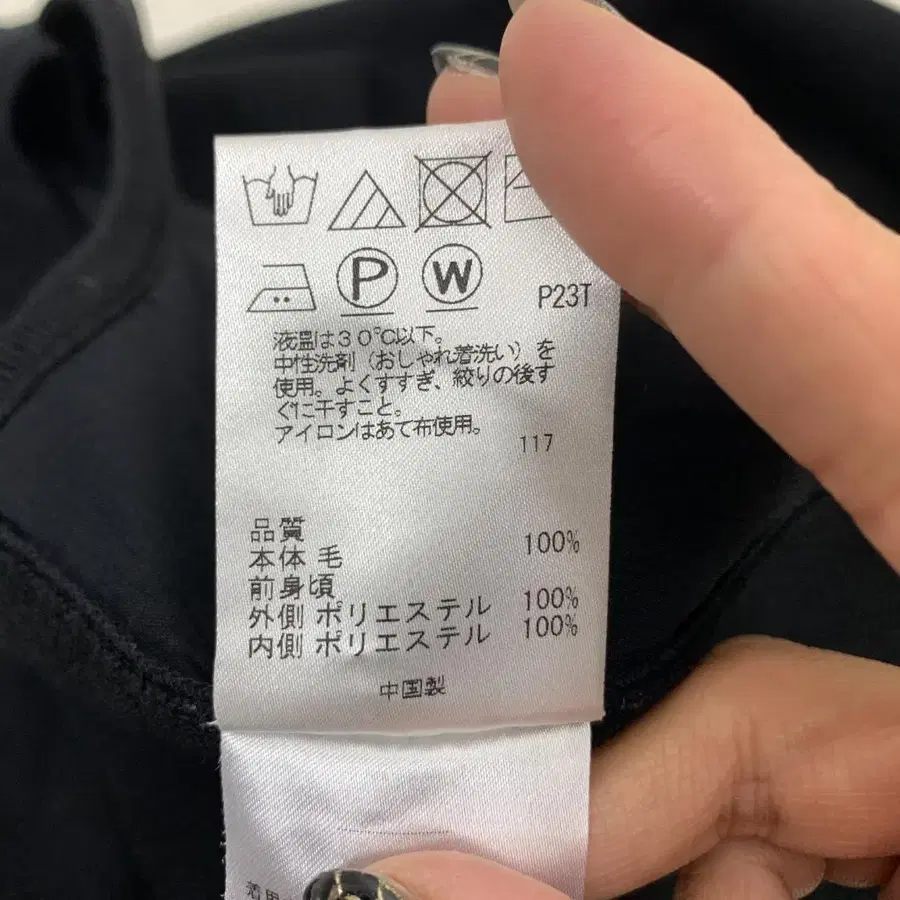 P
W
P23T
液温は30℃以下。
中性洗剤（おしゃれ着洗い）を
使用。よくすすぎ、絞りの後す
ぐに干すこと。
アイロンはあて布使用。
117
品質
本体 毛 100%
前身頃
外側 ポリエステル 100%
内側 ポリエステル 100%
中国製